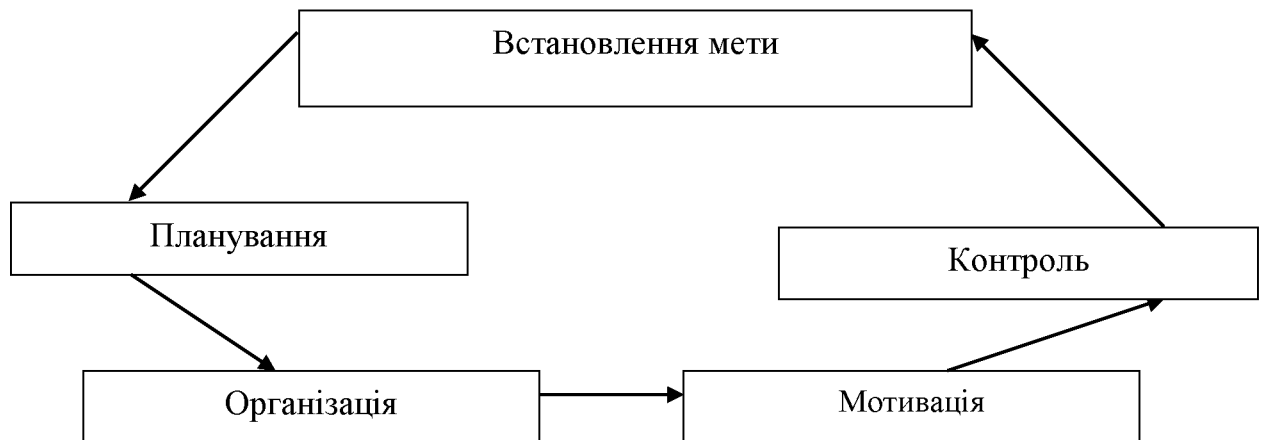 Встановлення мети
Планування
Контроль
Організація
Мотивація